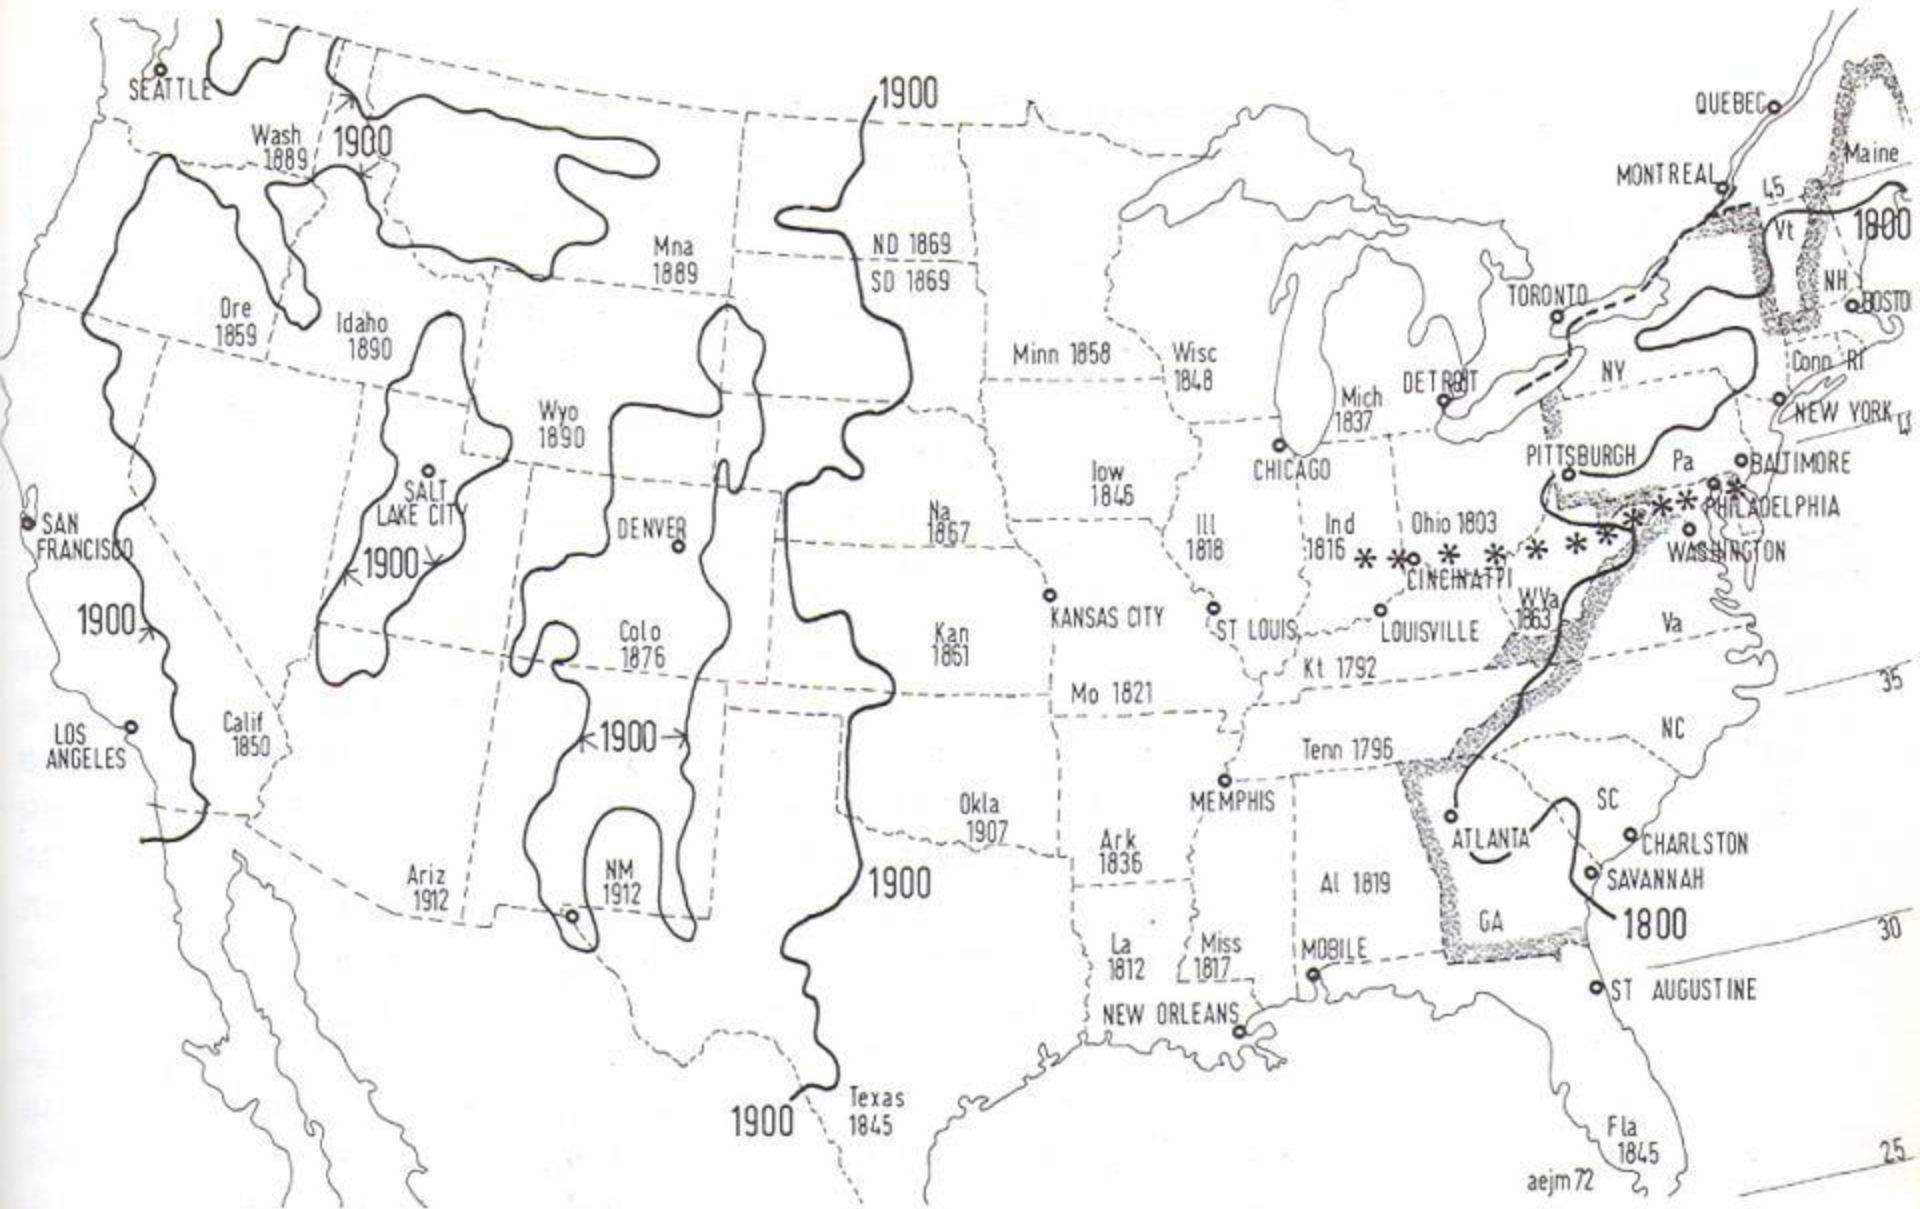 SEATTLE
Wash
1889
1900
1900
ND 1869
SD 1869
Mna
1889
Ore
1859
Idaho
1890
Minn 1858
Wisc
1848
Mich
1837
DETROIT
TORONTO
MONTREAL
QUEBEC
Maine
45
Vt
1800
NH
BOSTO
Conn
RI
NY
NEW YORK
Wyo
1890
CHICAGO
PITTSBURGH
Pa
BALTIMORE
PHILADELPHIA
WASHINGTON
SALT
LAKE CITY
1900
DENVER
Na
1867
Iow
1846
Ill
1818
Ind
1816
Ohio 1803
CINCINATTI
SAN
FRANCISCO
1900
Colo
1876
Kan
1861
KANSAS CITY
ST LOUIS
LOUISVILLE
WVa
1863
Va
Kt 1792
Mo 1821
35
LOS
ANGELES
Calif
1850
1900
Tenn 1796
NC
MEMPHIS
Okla
1907
Ark
1836
SC
ATLANTA
CHARLSTON
SAVANNAH
1800
Ariz
1912
NM
1912
1900
Al 1819
GA
30
La
1812
Miss
1817
MOBILE
NEW ORLEANS
ST AUGUSTINE
1900
Texas
1845
Fla
1845
25
aejm72